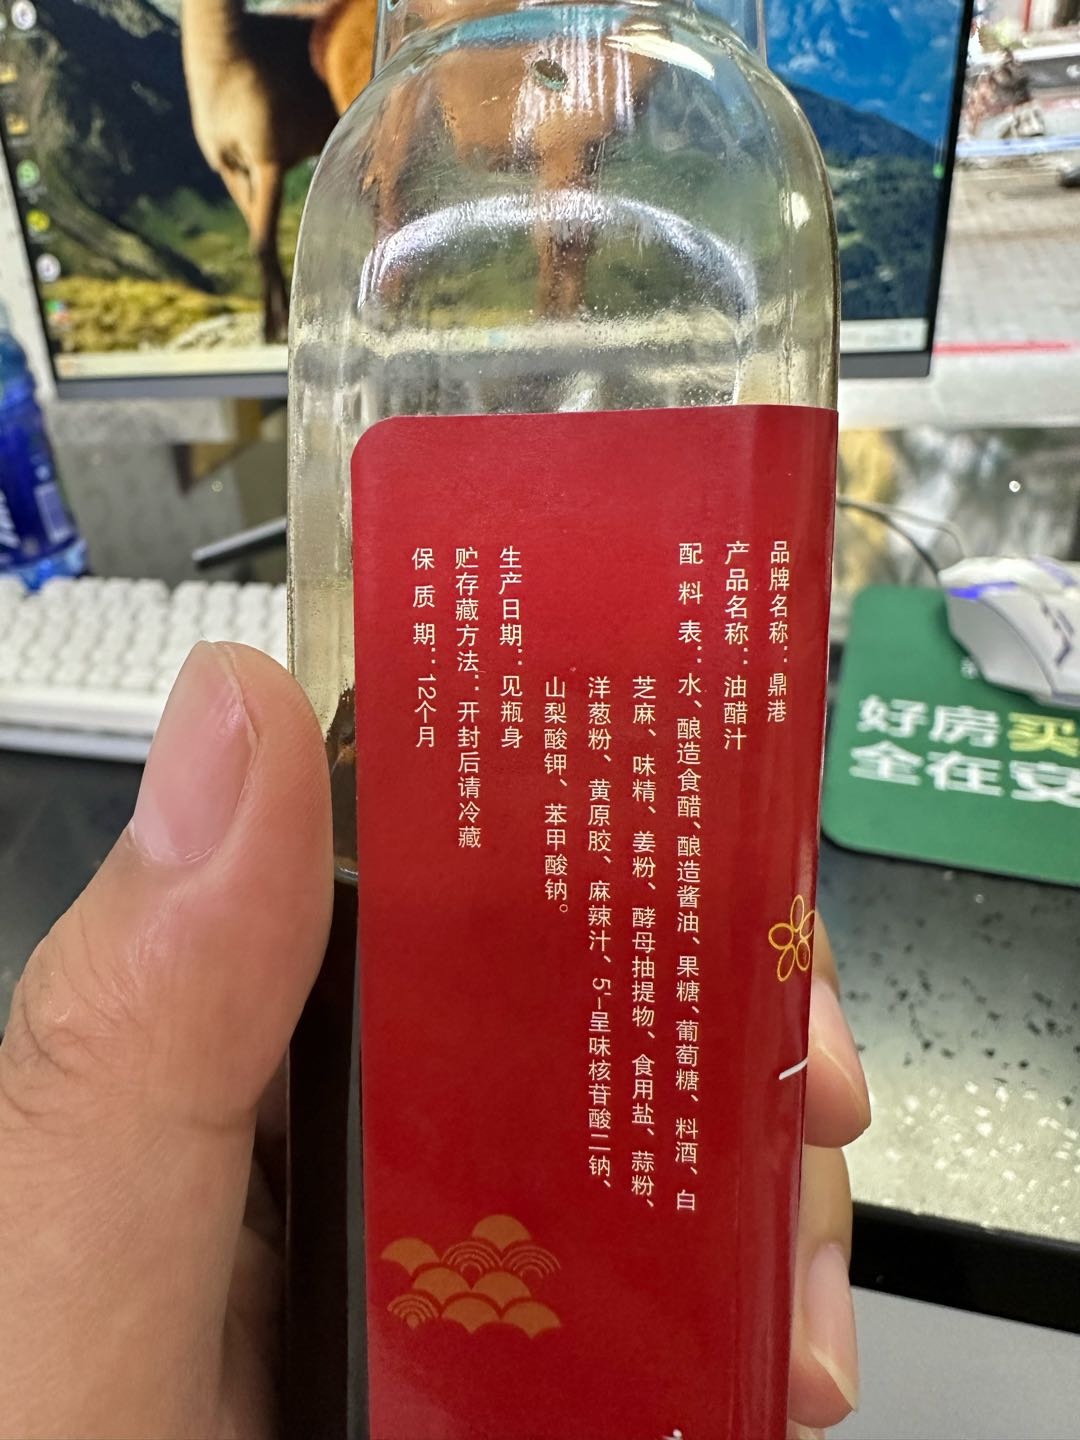 品牌名称：鼎港
产品名称：油醋汁
配料表：水、酿造食醋、酿造酱油、果糖、葡萄糖、料酒、白
芝麻、味精、姜粉、酵母抽提物、食用盐、蒜粉、
洋葱粉、黄原胶、麻辣汁、5'-呈味核苷酸二钠、
山梨酸钾、苯甲酸钠。
生产日期：见瓶身
贮存藏方法：开封后请冷藏
保质期：12个月
好房买
全在安